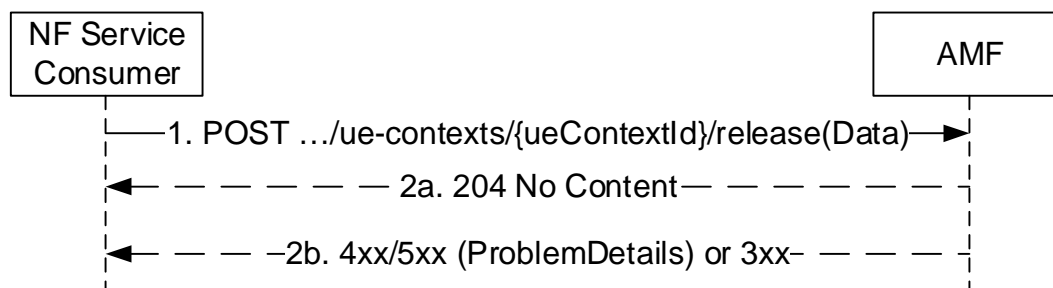 NF Service
Consumer
AMF
1. POST …/ue-contexts/{ueContextId}/release(Data)
2a. 204 No Content
2b. 4xx/5xx (ProblemDetails) or 3xx